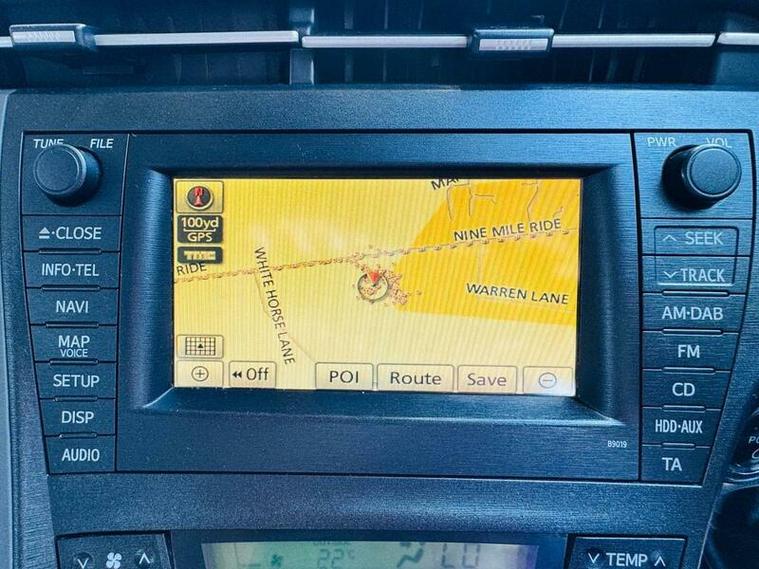 TUNE FILE
PWR VOL
▲·CLOSE
INFO·TEL
NAVI
MAP
VOICE
SETUP
DISP
AUDIO
100yd
GPS
TMC
RIDE
WHITE HORSE LANE
NINE MILE RIDE
WARREN LANE
◀◀ Off
POI
Route
Save
∧ SEEK
∨ TRACK
AM·DAB
FM
CD
HDD·AUX
TA
B9019
22°C
LO
∨ TEMP ∧